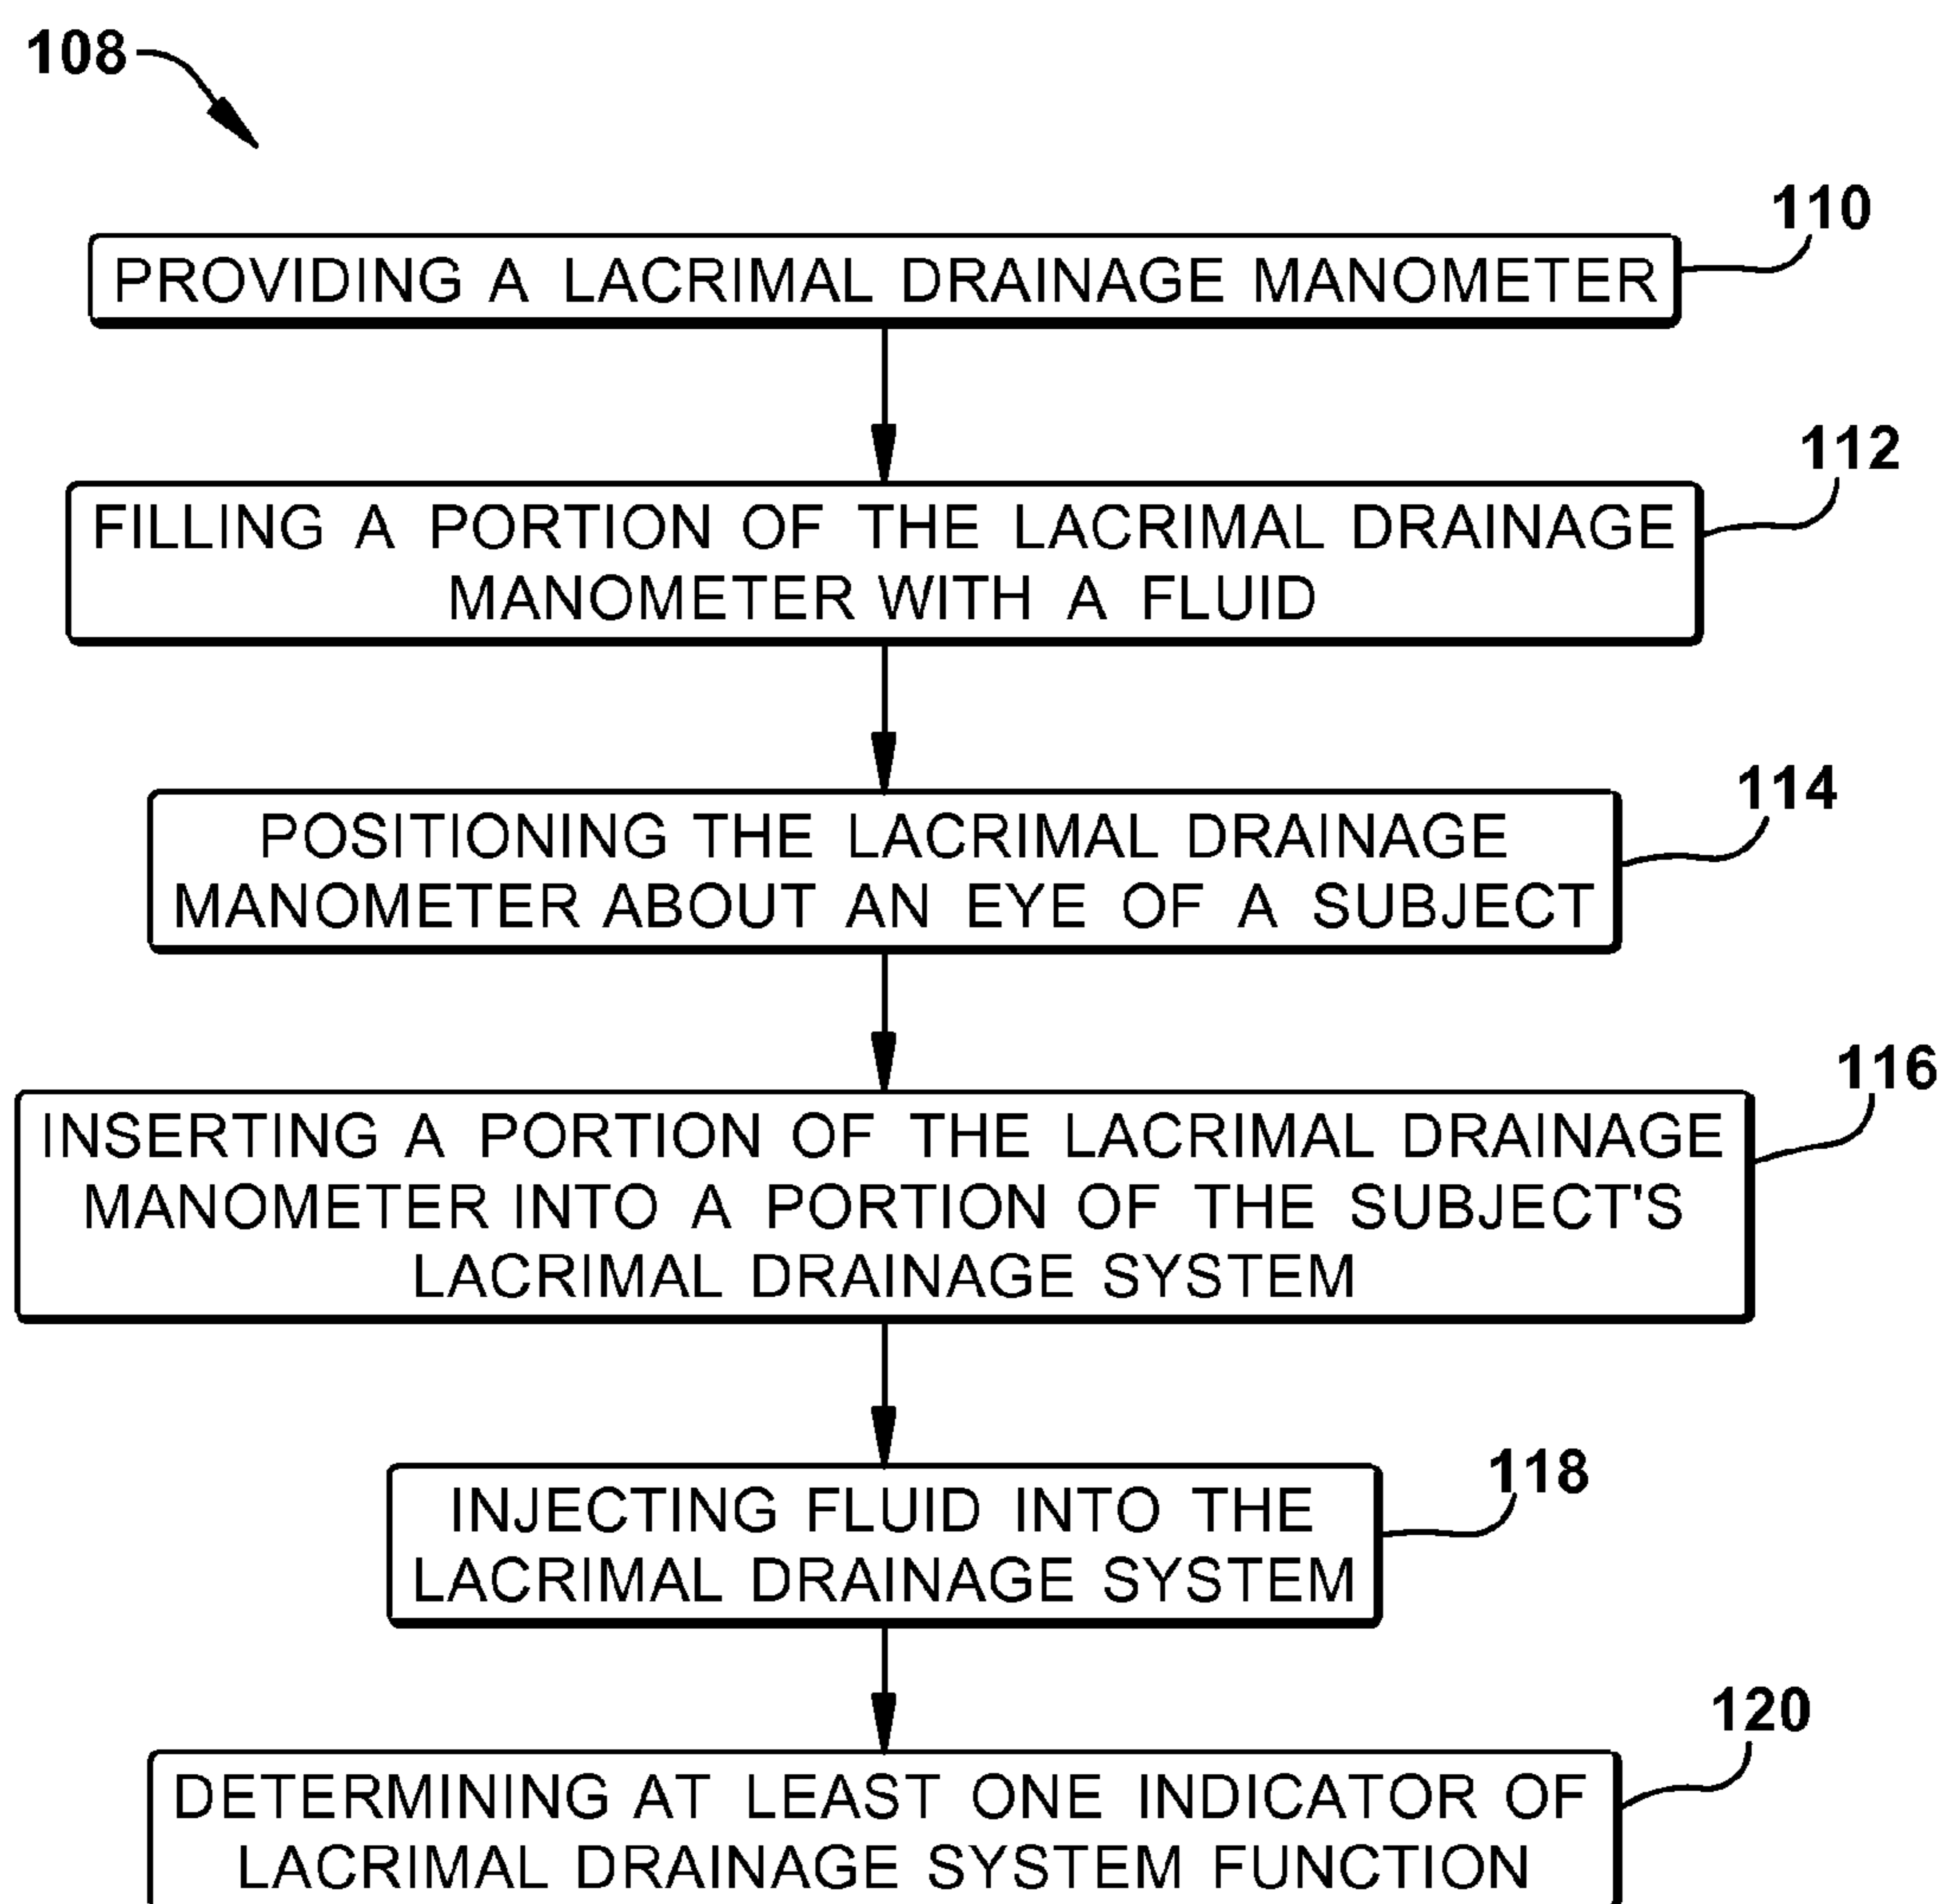 108
110
PROVIDING A LACRIMAL DRAINAGE MANOMETER
112
FILLING A PORTION OF THE LACRIMAL DRAINAGE
MANOMETER WITH A FLUID
114
POSITIONING THE LACRIMAL DRAINAGE
MANOMETER ABOUT AN EYE OF A SUBJECT
116
INSERTING A PORTION OF THE LACRIMAL DRAINAGE
MANOMETER INTO A PORTION OF THE SUBJECT'S
LACRIMAL DRAINAGE SYSTEM
118
INJECTING FLUID INTO THE
LACRIMAL DRAINAGE SYSTEM
120
DETERMINING AT LEAST ONE INDICATOR OF
LACRIMAL DRAINAGE SYSTEM FUNCTION